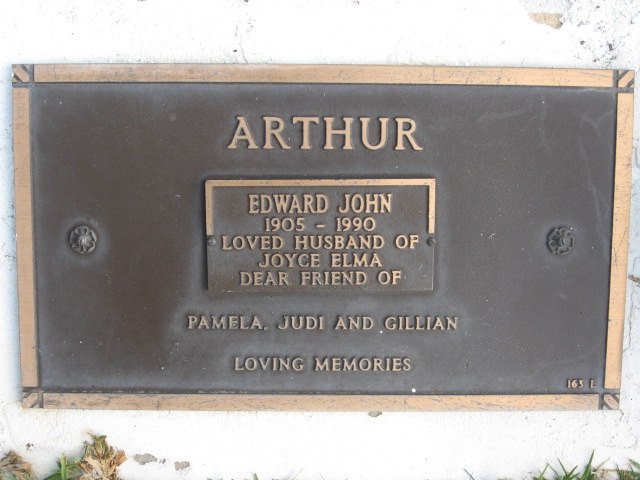 ARTHUR
EDWARD JOHN
1905 - 1990
LOVED HUSBAND OF
JOYCE ELMA
DEAR FRIEND OF
PAMELA, JUDI AND GILLIAN
LOVING MEMORIES
163 L